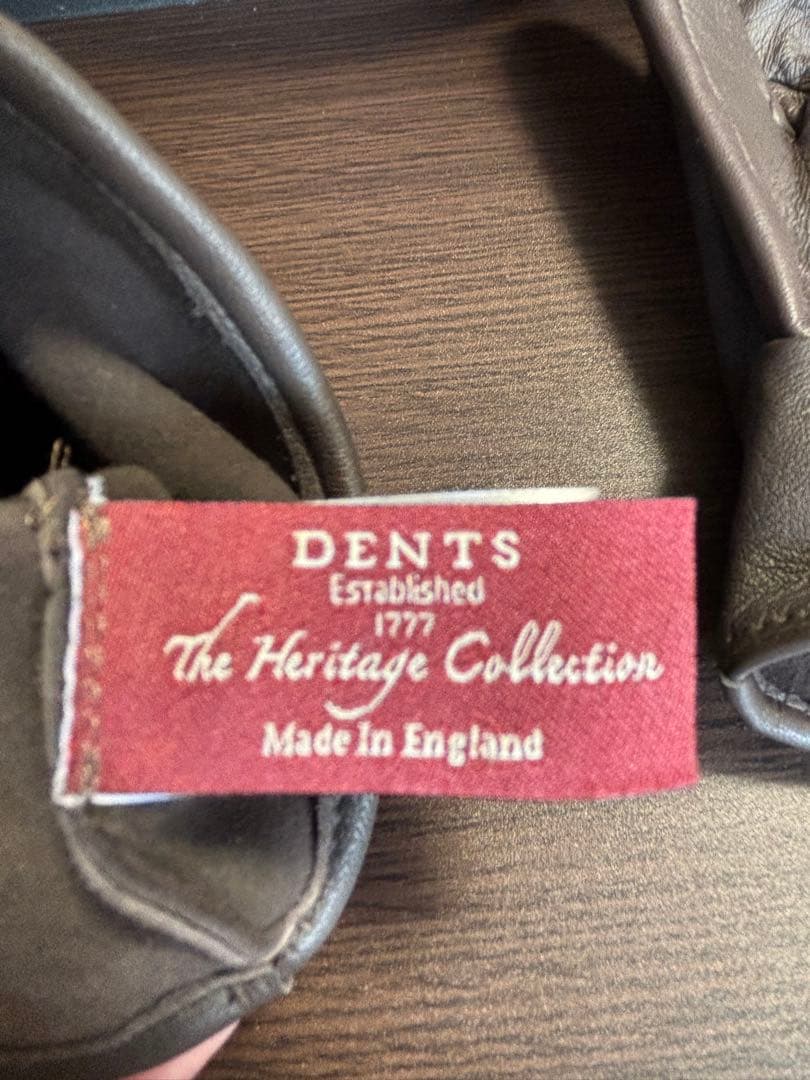 DENTS
Established
1777
The Heritage Collection
Made In England